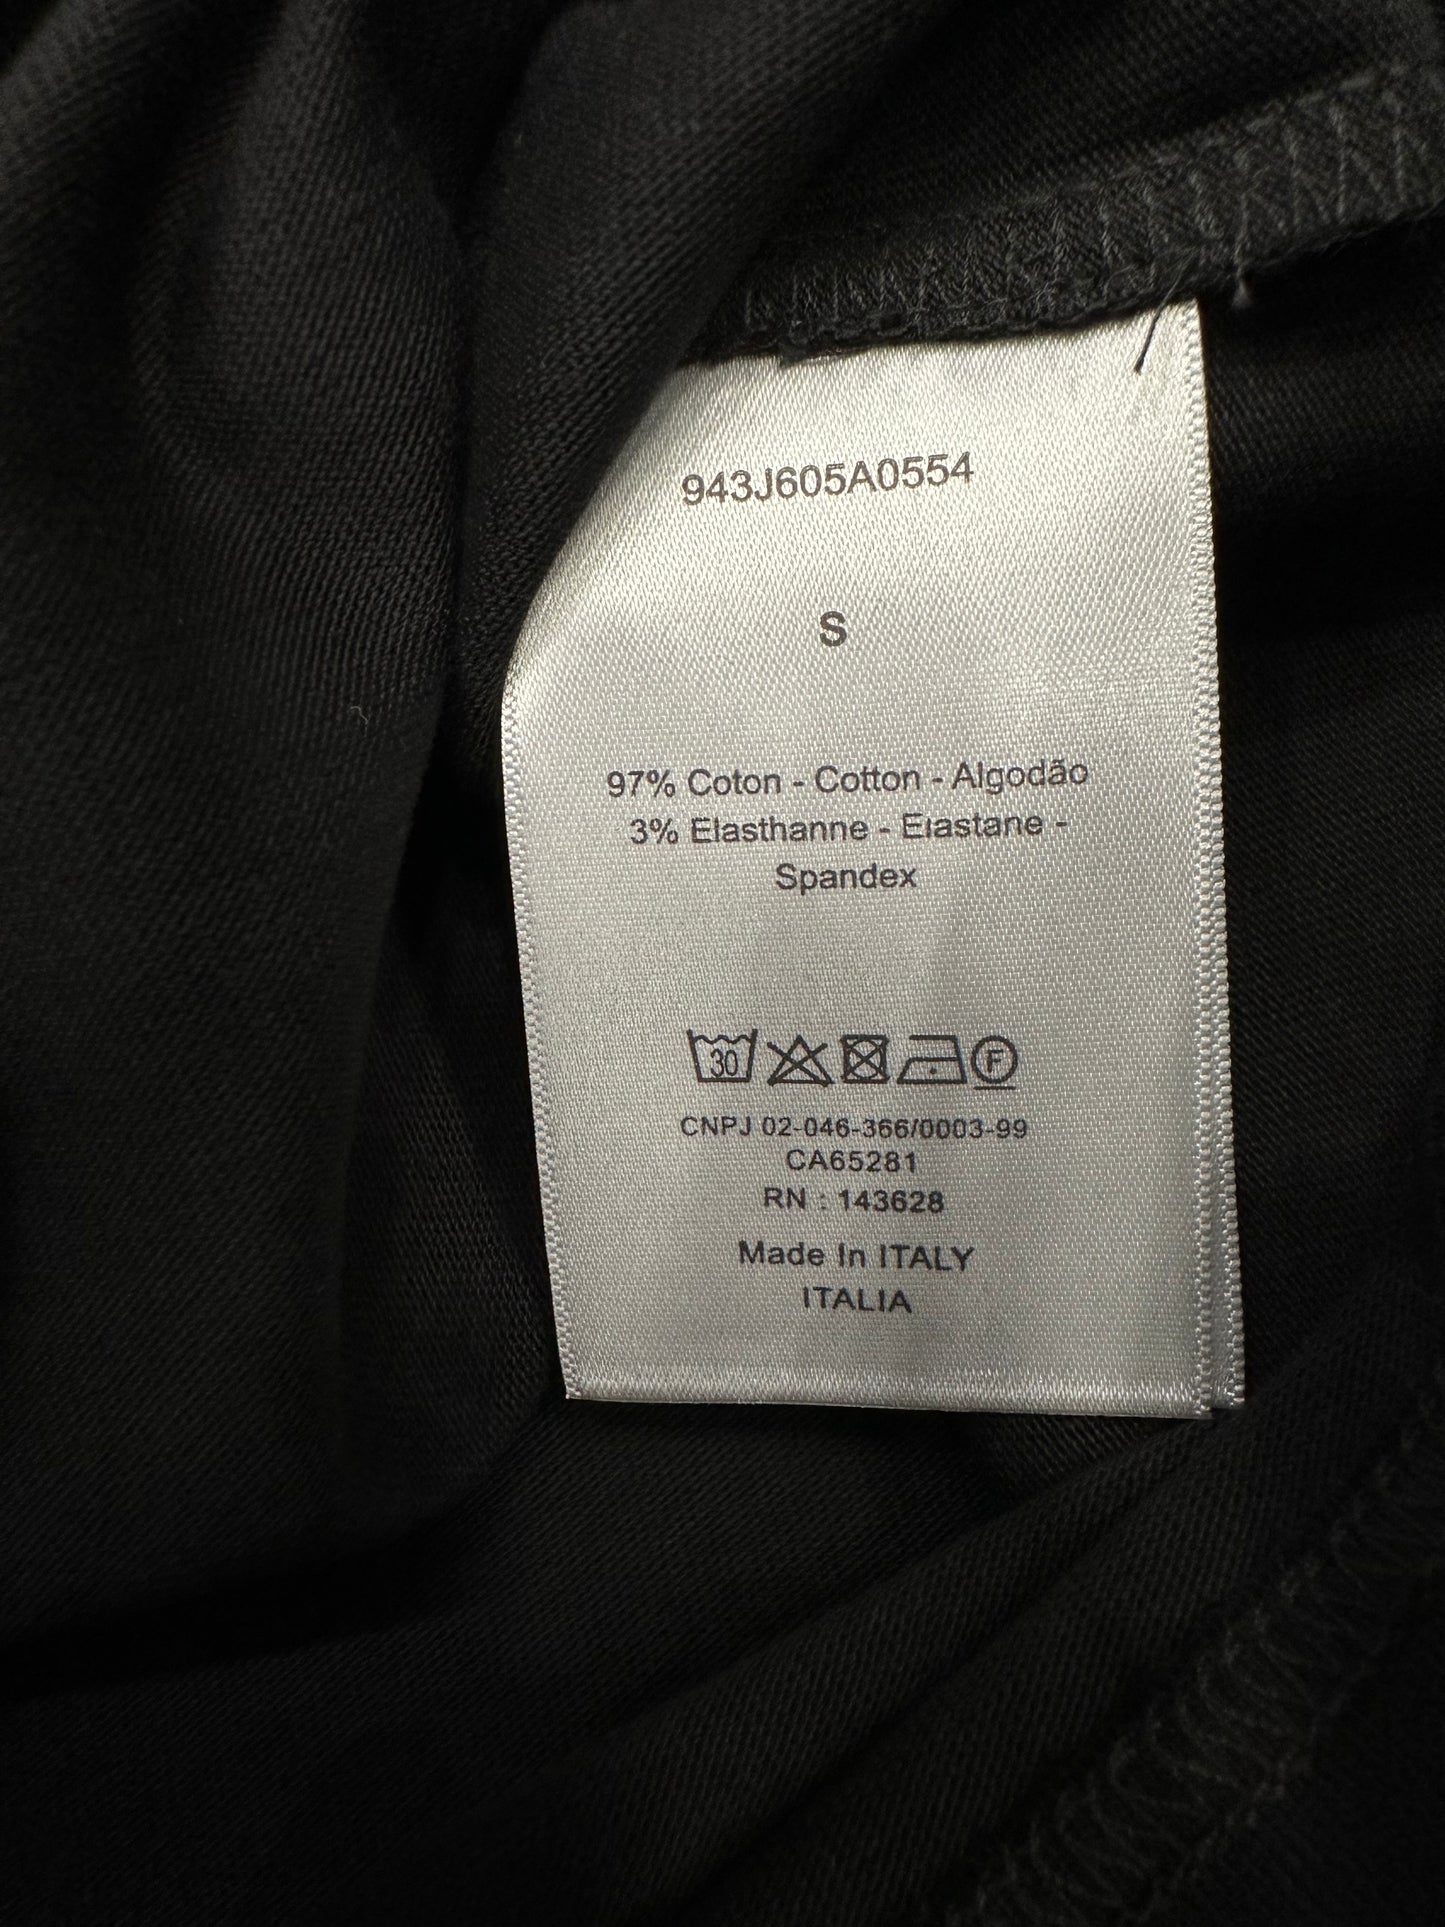 943J605A0554
S
97% Coton - Cotton - Algodão
3% Elasthanne - Elastane -
Spandex
30 F
CNPJ 02-046-366/0003-99
CA65281
RN : 143628
Made In ITALY
ITALIA